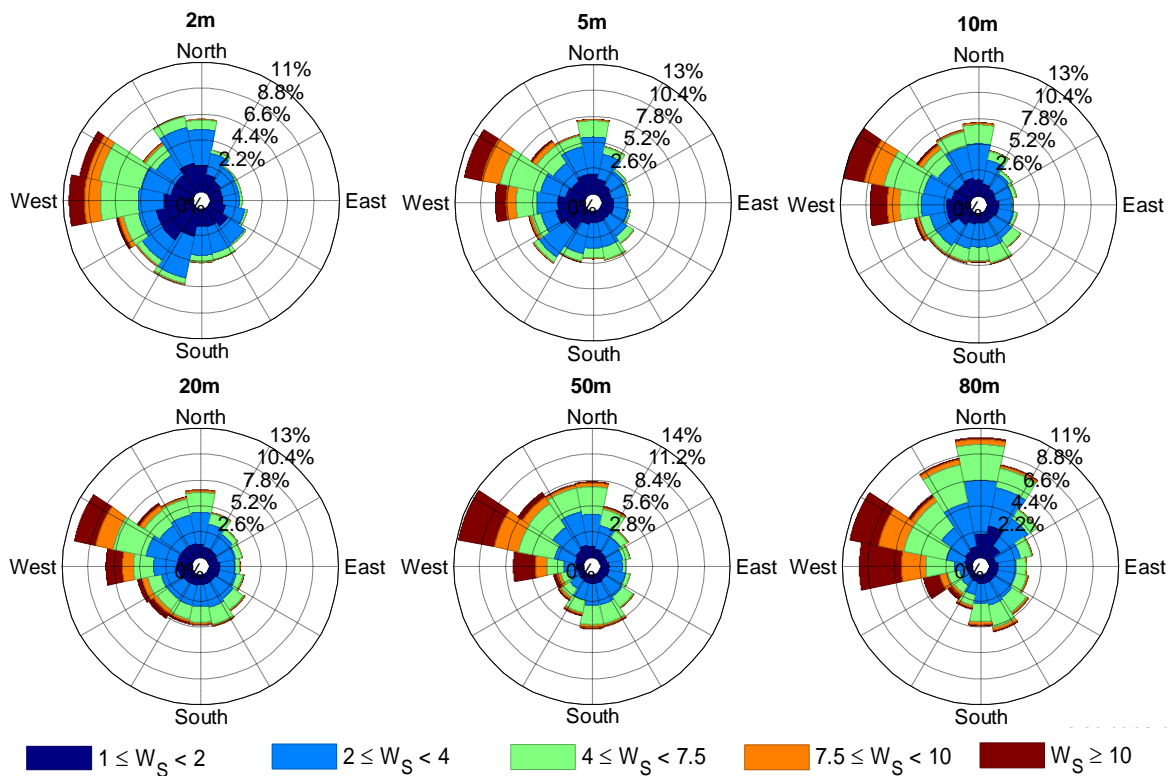 2m
North
11%
8.8%
6.6%
4.4%
2.2%
0%
West
East
South
5m
North
13%
10.4%
7.8%
5.2%
2.6%
0%
West
East
South
10m
North
13%
10.4%
7.8%
5.2%
2.6%
0%
West
East
South
20m
North
13%
10.4%
7.8%
5.2%
2.6%
0%
West
East
South
50m
North
14%
11.2%
8.4%
5.6%
2.8%
0%
West
East
South
80m
North
11%
8.8%
6.6%
4.4%
2.2%
0%
West
East
South
1 ≤ W_S < 2
2 ≤ W_S < 4
4 ≤ W_S < 7.5
7.5 ≤ W_S < 10
W_S ≥ 10